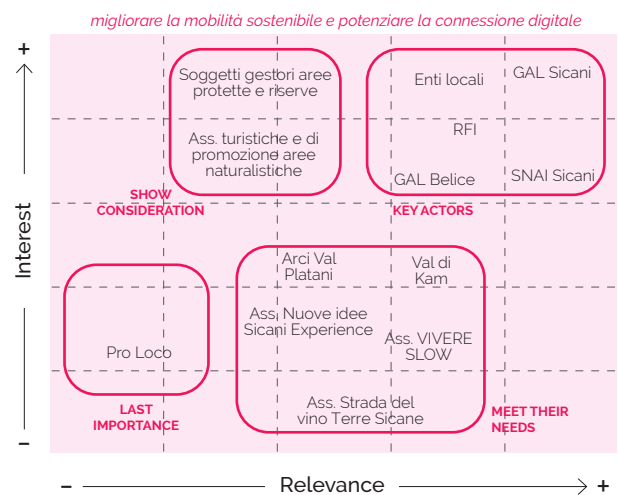 migliorare la mobilità sostenibile e potenziare la connessione digitale
+
Interest
–
Soggetti gestori aree
protette e riserve
Ass. turistiche e di
promozione aree
naturalistiche
SHOW
CONSIDERATION
Enti locali
GAL Sicani
RFI
GAL Belice
SNAI Sicani
KEY ACTORS
Pro Loco
LAST
IMPORTANCE
Arci Val
Platani
Val di
Kam
Ass. Nuove idee
Sicani Experience
Ass. VIVERE
SLOW
Ass. Strada del
vino Terre Sicane
MEET THEIR
NEEDS
–
Relevance
+